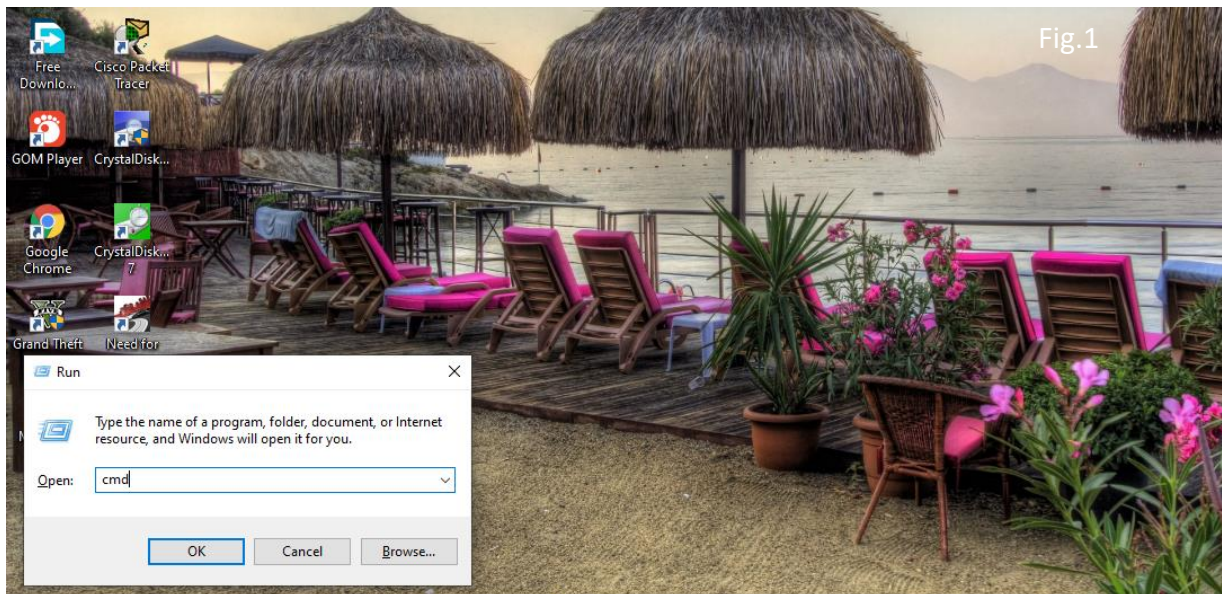 Fig.1
Free
Downlo...
Cisco Packet
Tracer
GOM Player
CrystalDisk...
Google
Chrome
CrystalDisk...
7
Grand Theft
Need for
Run
Type the name of a program, folder, document, or Internet
resource, and Windows will open it for you.
Open:
cmd
OK
Cancel
Browse...